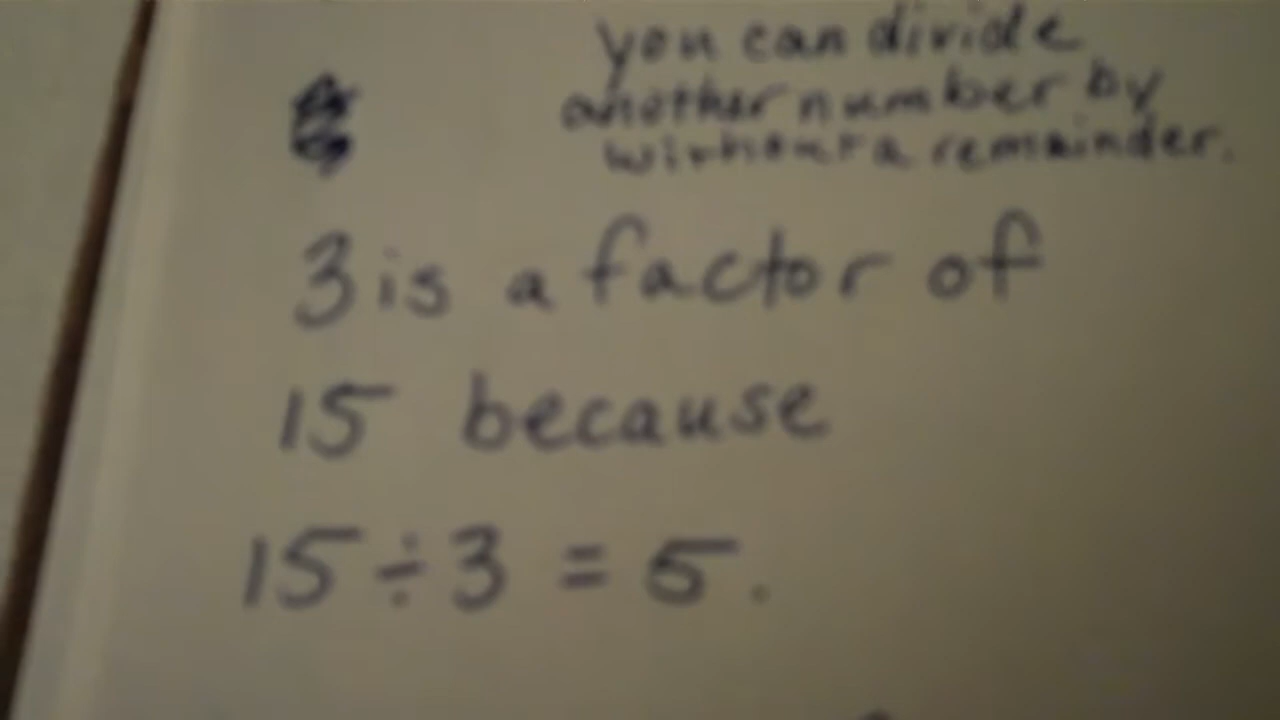 you can divide
another number by
without a remainder.
3 is a factor of
15 because
15 ÷ 3 = 5.